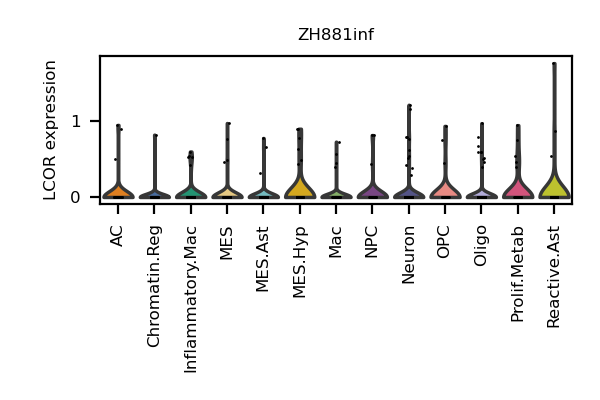 ZH881inf
LCOR expression
1
0
AC
Chromatin.Reg
Inflammatory.Mac
MES
MES.Ast
MES.Hyp
Mac
NPC
Neuron
OPC
Oligo
Prolif.Metab
Reactive.Ast